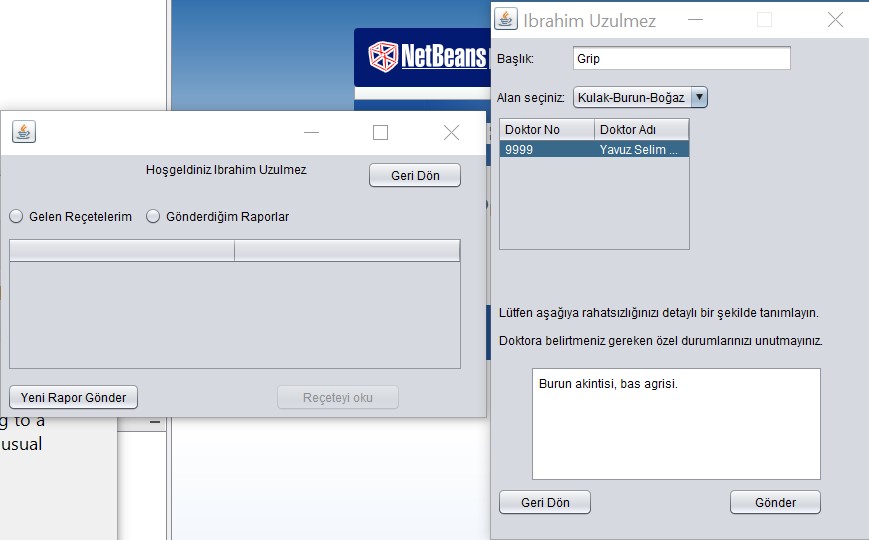 NetBeans
Hoşgeldiniz Ibrahim Uzulmez
Geri Dön
Gelen Reçetelerim
Gönderdiğim Raporlar
Yeni Rapor Gönder
Reçeteyi oku
g to a
usual
Ibrahim Uzulmez
Başlık:
Grip
Alan seçiniz:
Kulak-Burun-Boğaz
Doktor No Doktor Adı
9999 Yavuz Selim ...
Lütfen aşağıya rahatsızlığınızı detaylı bir şekilde tanımlayın.
Doktora belirtmeniz gereken özel durumlarınızı unutmayınız.
Burun akintisi, bas agrisi.
Geri Dön
Gönder